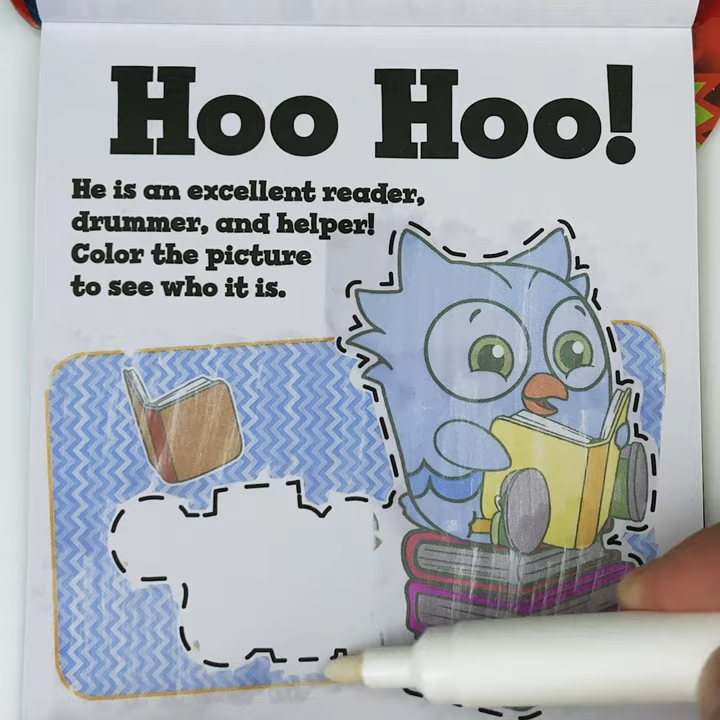 Hoo Hoo!
He is an excellent reader,
drummer, and helper!
Color the picture
to see who it is.